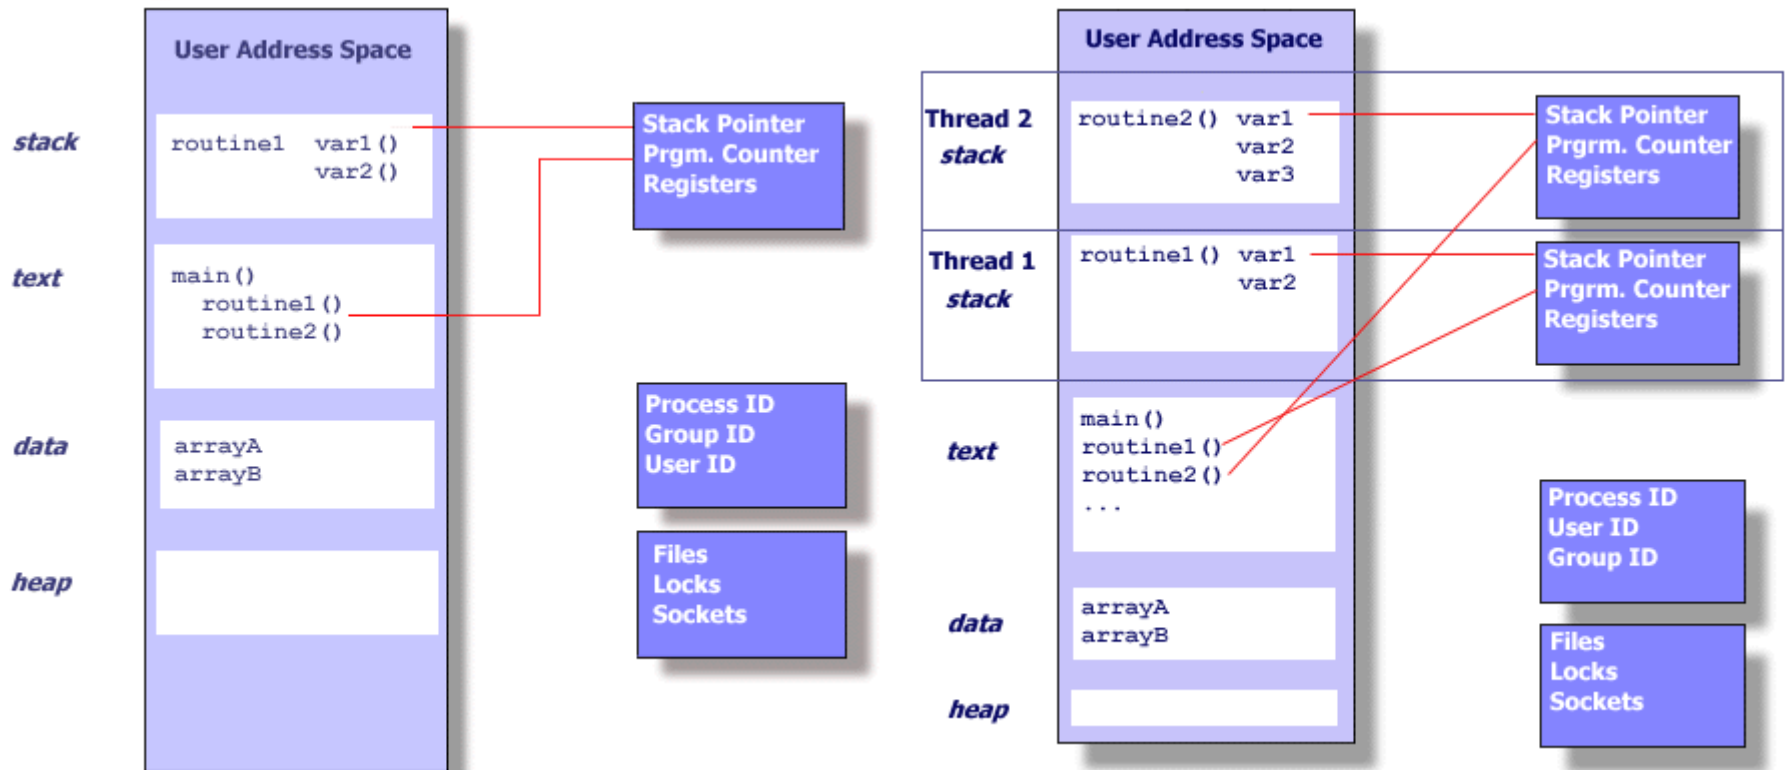 User Address Space
stack
routine1 var1()
var2()
Stack Pointer
Prgm. Counter
Registers
text
main()
routine1()
routine2()
data
arrayA
arrayB
Process ID
Group ID
User ID
heap
Files
Locks
Sockets
User Address Space
Thread 2
stack
routine2() var1
var2
var3
Stack Pointer
Prgrm. Counter
Registers
Thread 1
stack
routine1() var1
var2
Stack Pointer
Prgrm. Counter
Registers
text
main()
routine1()
routine2()
...
Process ID
User ID
Group ID
data
arrayA
arrayB
Files
Locks
Sockets
heap